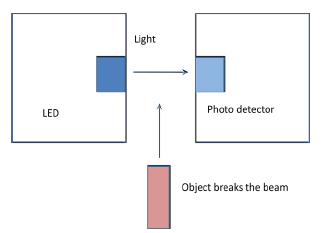 Light
LED
Photo detector
Object breaks the beam